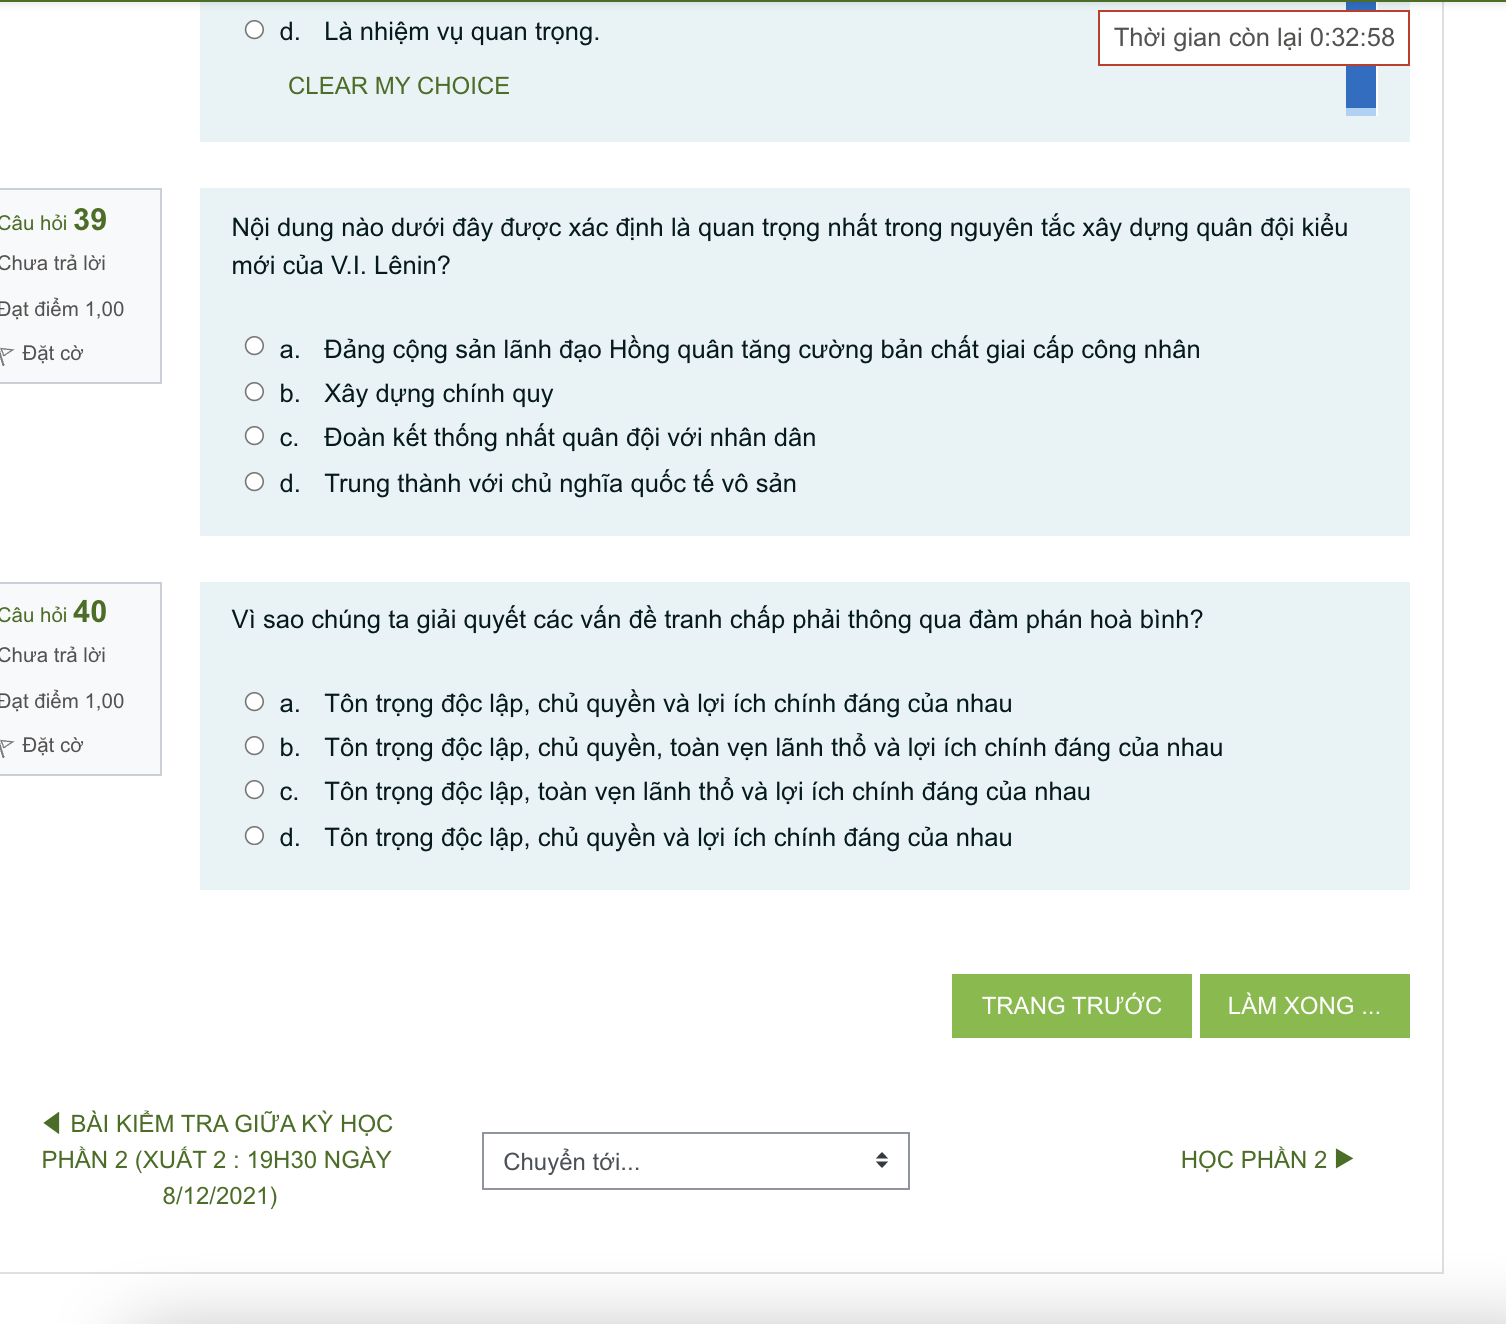 d. Là nhiệm vụ quan trọng.
Thời gian còn lại 0:32:58
CLEAR MY CHOICE
Câu hỏi 39
Chưa trả lời
Đạt điểm 1,00
Đặt cờ
Nội dung nào dưới đây được xác định là quan trọng nhất trong nguyên tắc xây dựng quân đội kiểu
mới của V.I. Lênin?
a. Đảng cộng sản lãnh đạo Hồng quân tăng cường bản chất giai cấp công nhân
b. Xây dựng chính quy
c. Đoàn kết thống nhất quân đội với nhân dân
d. Trung thành với chủ nghĩa quốc tế vô sản
Câu hỏi 40
Chưa trả lời
Đạt điểm 1,00
Đặt cờ
Vì sao chúng ta giải quyết các vấn đề tranh chấp phải thông qua đàm phán hoà bình?
a. Tôn trọng độc lập, chủ quyền và lợi ích chính đáng của nhau
b. Tôn trọng độc lập, chủ quyền, toàn vẹn lãnh thổ và lợi ích chính đáng của nhau
c. Tôn trọng độc lập, toàn vẹn lãnh thổ và lợi ích chính đáng của nhau
d. Tôn trọng độc lập, chủ quyền và lợi ích chính đáng của nhau
TRANG TRƯỚC
LÀM XONG ...
◀ BÀI KIỂM TRA GIỮA KỲ HỌC
PHẦN 2 (XUẤT 2 : 19H30 NGÀY
8/12/2021)
Chuyển tới...
HỌC PHẦN 2 ▶